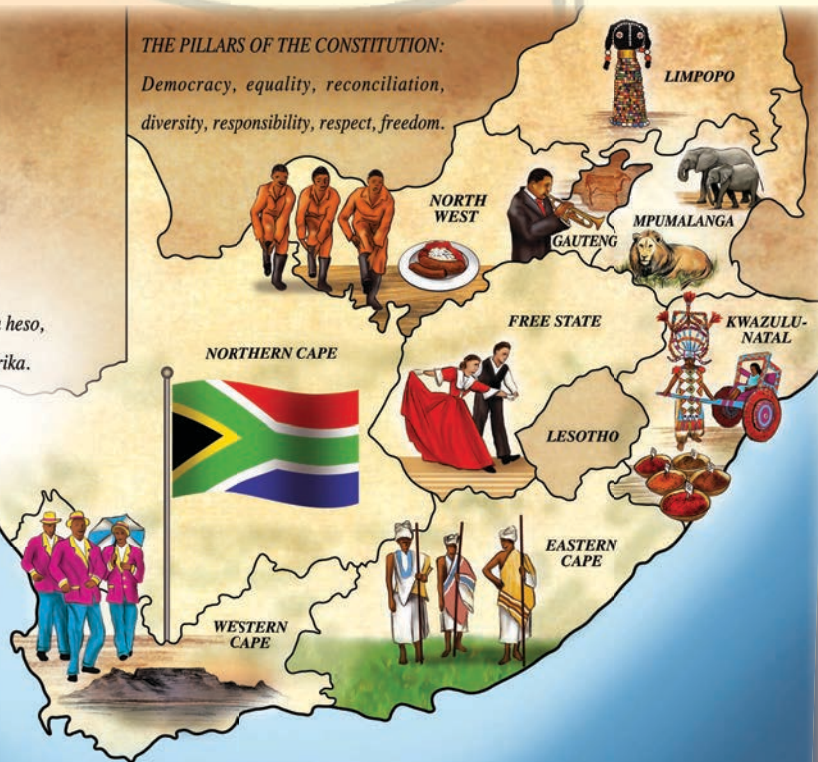 THE PILLARS OF THE CONSTITUTION:
Democracy, equality, reconciliation,
diversity, responsibility, respect, freedom.
LIMPOPO
NORTH
WEST
MPUMALANGA
GAUTENG
heso,
rika.
FREE STATE
KWAZULU-
NATAL
NORTHERN CAPE
LESOTHO
EASTERN
CAPE
WESTERN
CAPE